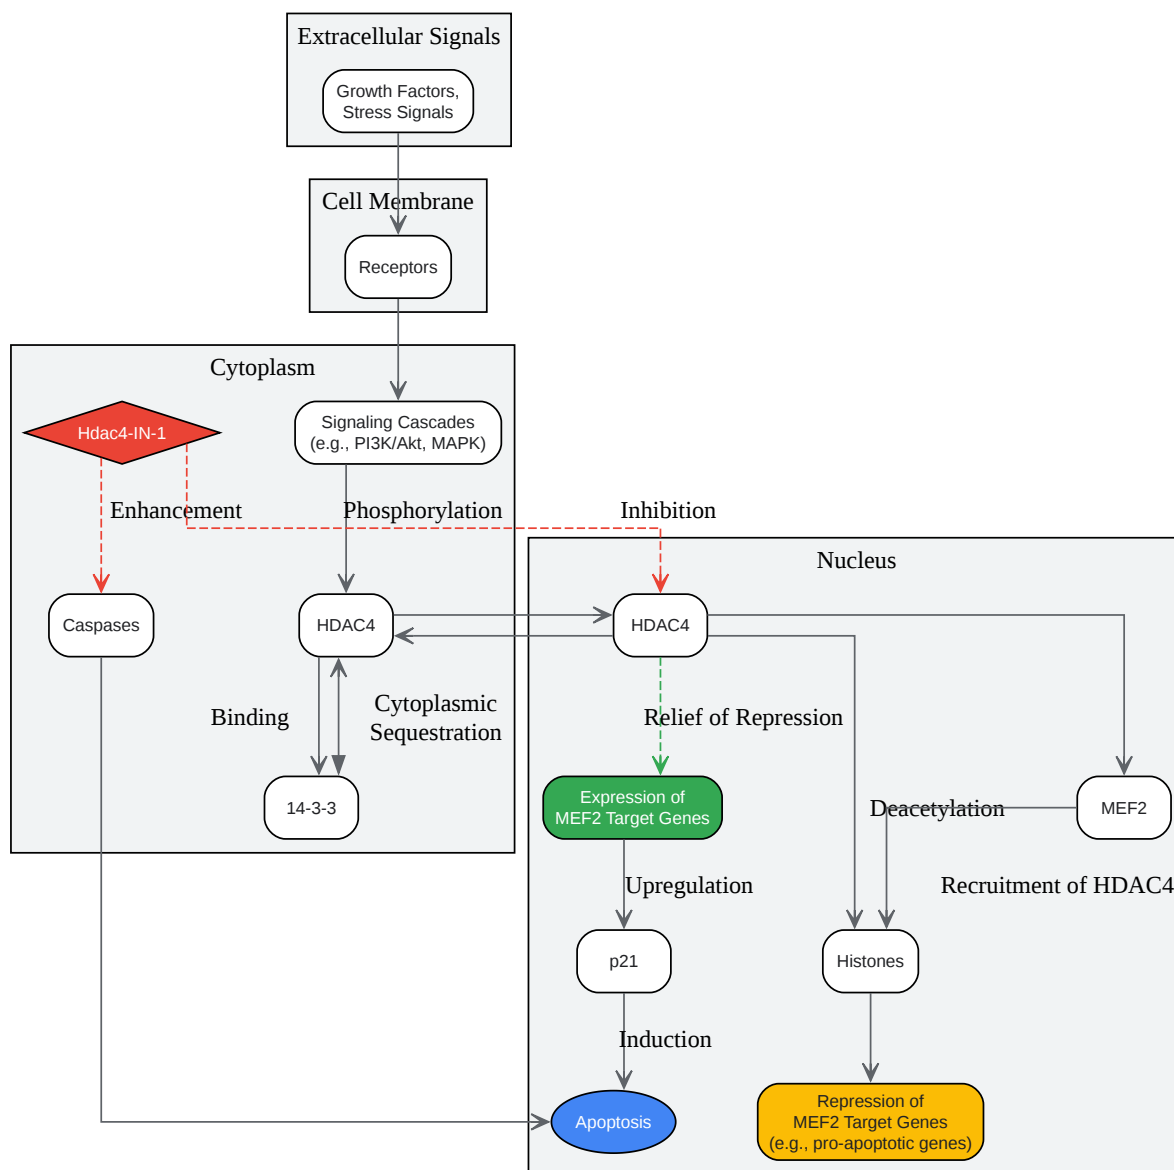 Extracellular Signals
Growth Factors,
Stress Signals
Cell Membrane
Receptors
Cytoplasm
Hdac4-IN-1
Signaling Cascades
(e.g., PI3K/Akt, MAPK)
Enhancement
Phosphorylation
Inhibition
Nucleus
Caspases
HDAC4
HDAC4
Binding
Cytoplasmic
Sequestration
Relief of Repression
14-3-3
Expression of
MEF2 Target Genes
Deacetylation
MEF2
Upregulation
Recruitment of HDAC4
p21
Histones
Induction
Apoptosis
Repression of
MEF2 Target Genes
(e.g., pro-apoptotic genes)